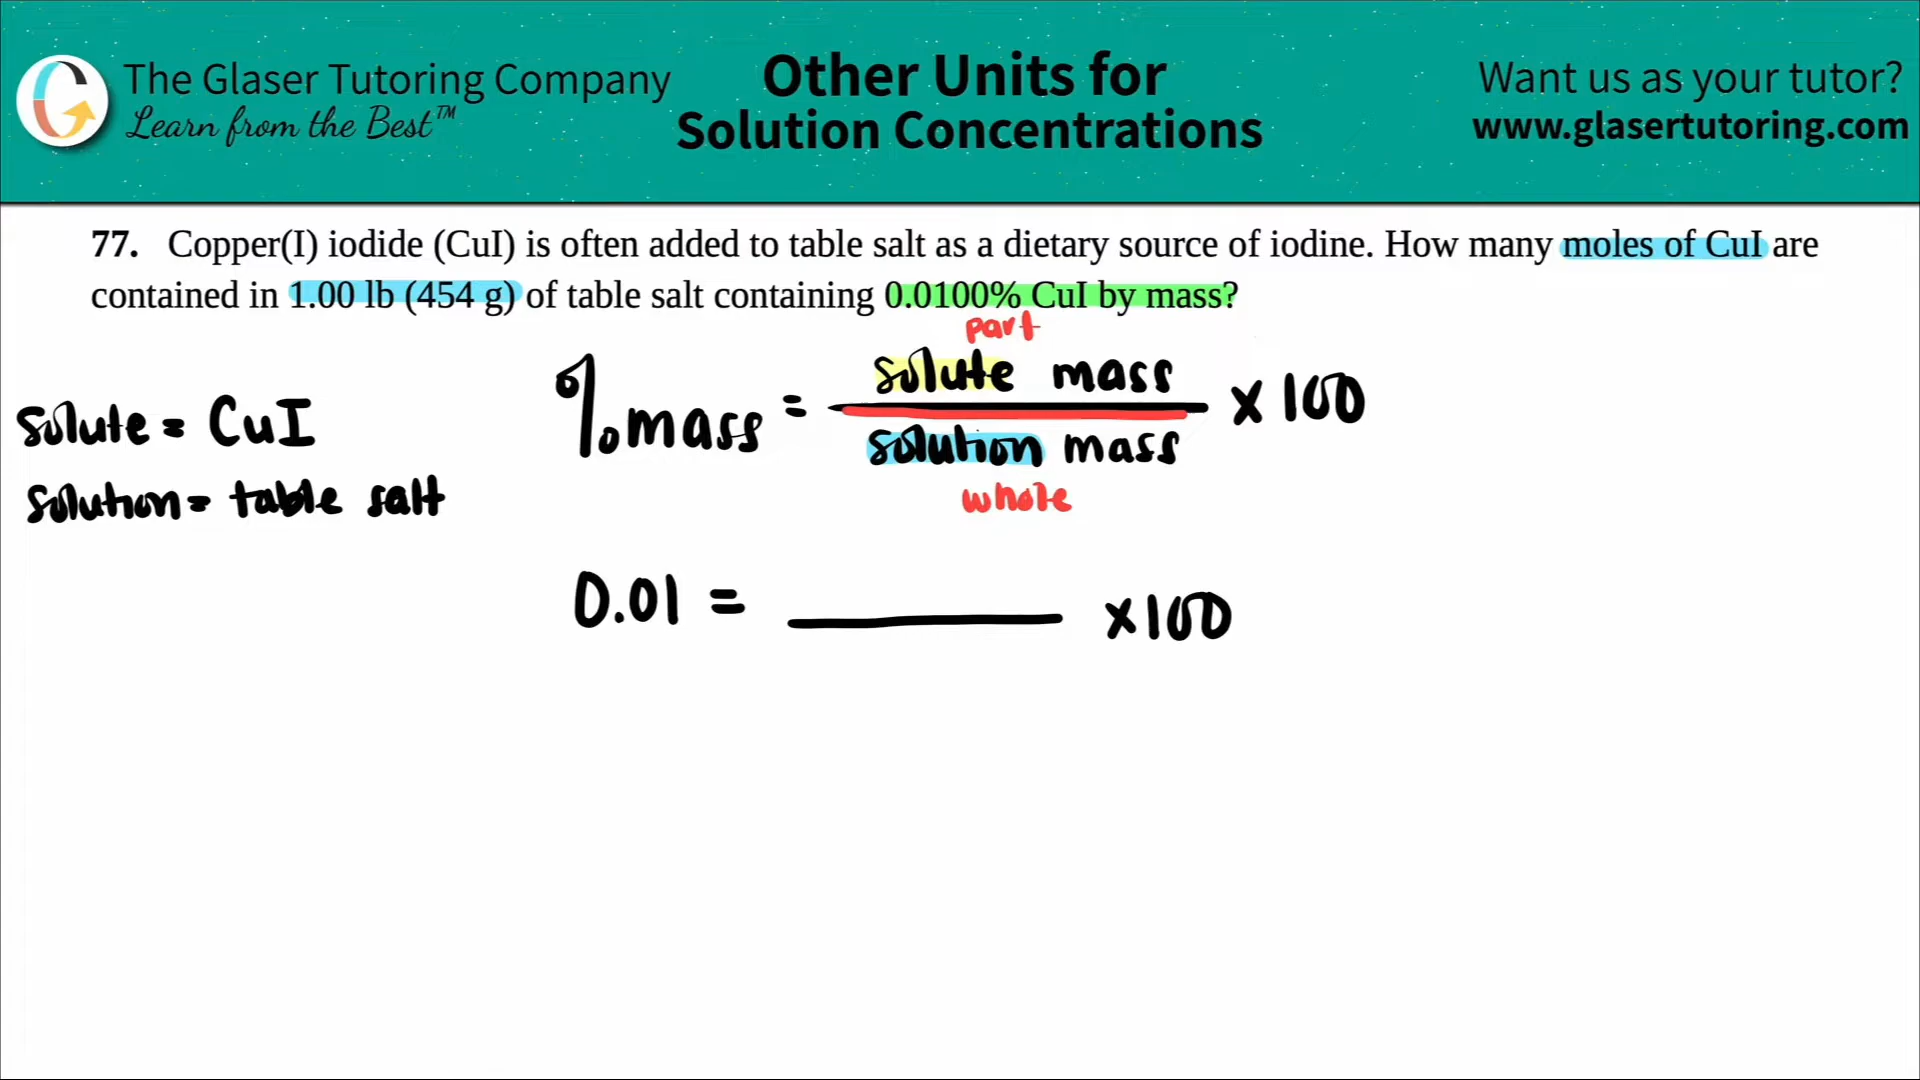 The Glaser Tutoring Company
Learn from the Best™
Other Units for
Solution Concentrations
Want us as your tutor?
www.glasertutoring.com
77. Copper(I) iodide (CuI) is often added to table salt as a dietary source of iodine. How many moles of CuI are
contained in 1.00 lb (454 g) of table salt containing 0.0100% CuI by mass?
solute = CuI
solution = table salt
part
% mass = solute mass / solution mass x 100
whole
0.01 = ________ x100